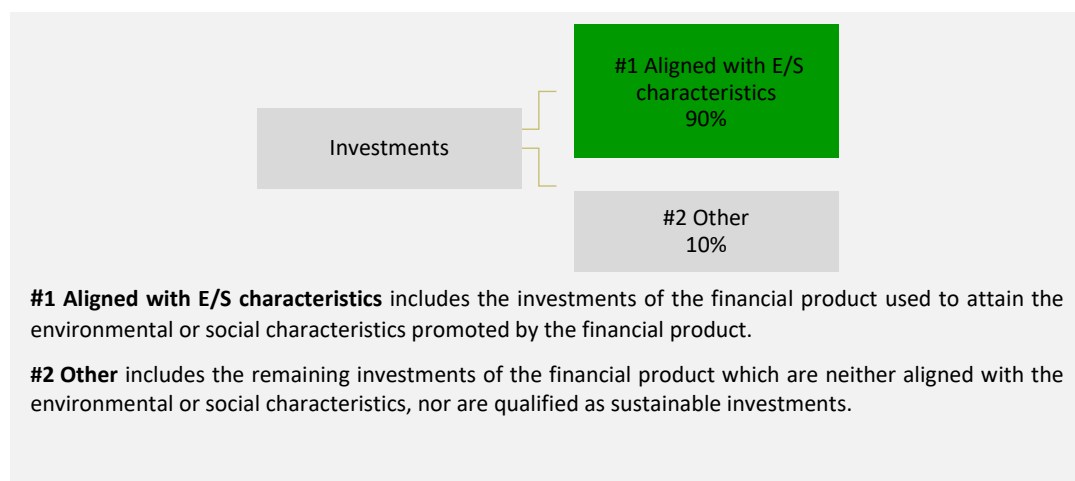 #1 Aligned with E/S
characteristics
90%
Investments
#2 Other
10%
#1 Aligned with E/S characteristics includes the investments of the financial product used to attain the
environmental or social characteristics promoted by the financial product.
#2 Other includes the remaining investments of the financial product which are neither aligned with the
environmental or social characteristics, nor are qualified as sustainable investments.